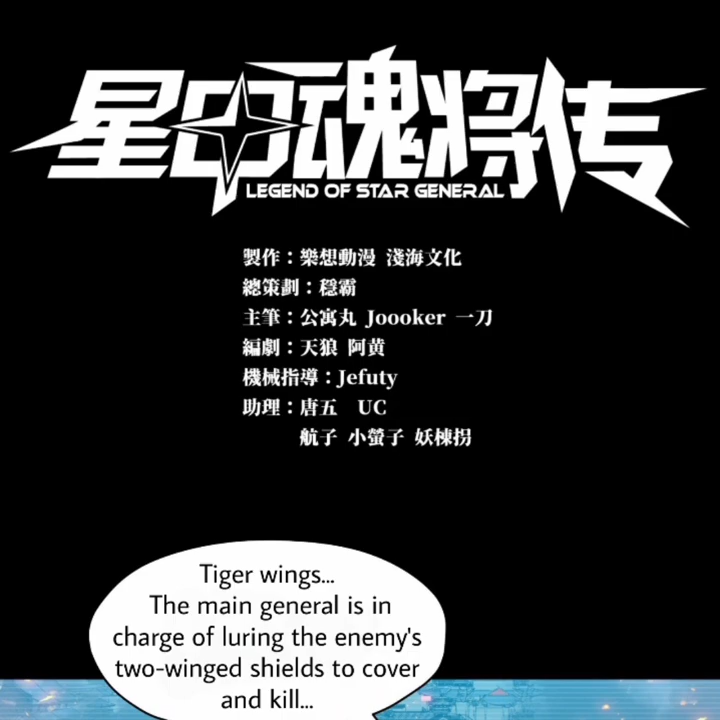 星甲魂将传
LEGEND OF STAR GENERAL
製作：樂想動漫 淺海文化
總策劃：穩霸
主筆：公寓丸 Joooker 一刀
編劇：天狼 阿黄
機械指導：Jefuty
助理：唐五 UC
航子 小螢子 妖棟拐
Tiger wings...
The main general is in
charge of luring the enemy's
two-winged shields to cover
and kill...